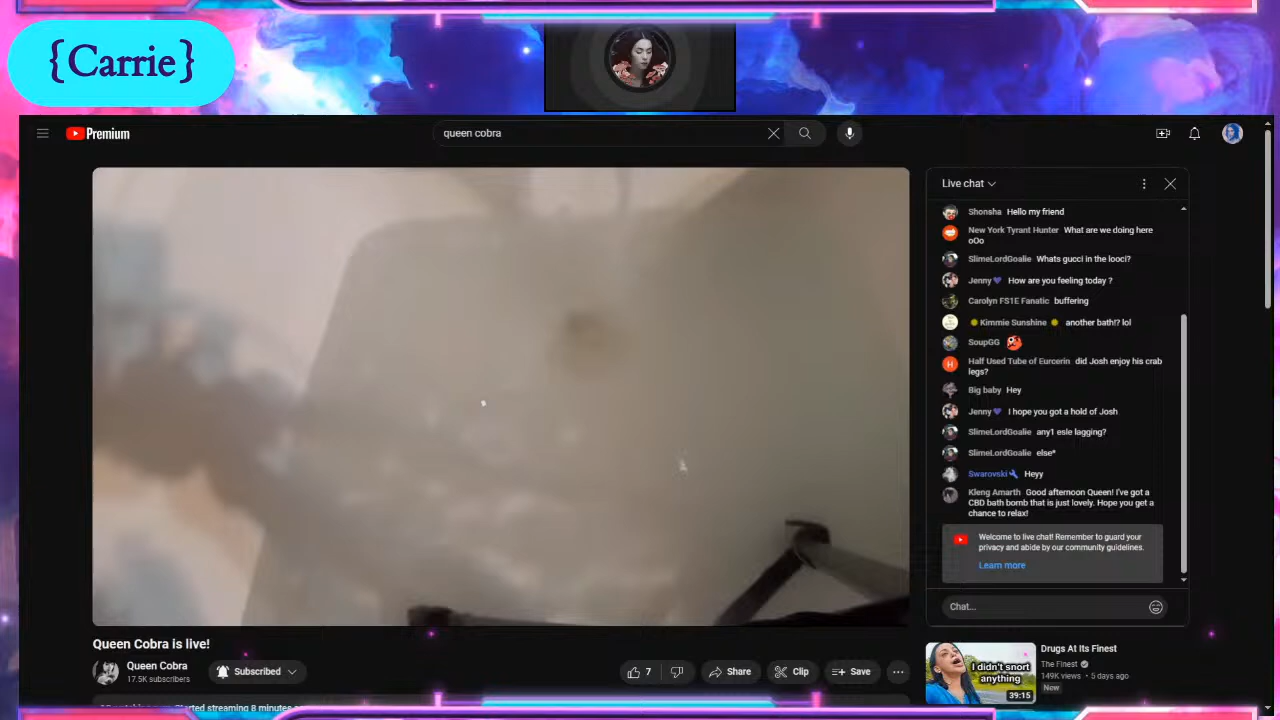 {Carrie}
Premium
queen cobra
Live chat
Shonsha Hello my friend
New York Tyrant Hunter What are we doing here
oOo
SlimeLordGoalie Whats gucci in the looci?
Jenny How are you feeling today ?
Carolyn FS1E Fanatic buffering
Kimmie Sunshine another bath!? lol
SoupGG
H
Half Used Tube of Eurcerin did Josh enjoy his crab
legs?
Big baby Hey
Jenny I hope you got a hold of Josh
SlimeLordGoalie any1 esle lagging?
SlimeLordGoalie else*
Swarovski Heyy
Kleng Amarth Good afternoon Queen! I've got a
CBD bath bomb that is just lovely. Hope you get a
chance to relax!
Welcome to live chat! Remember to guard your
privacy and abide by our community guidelines.
Learn more
Chat...
Queen Cobra is live!
Queen Cobra
17.5K subscribers
Subscribed
7
Share
Clip
Save
I didn't snort
anything
39:15
Drugs At Its Finest
The Finest
149K views • 5 days ago
New
Started streaming 8 minutes